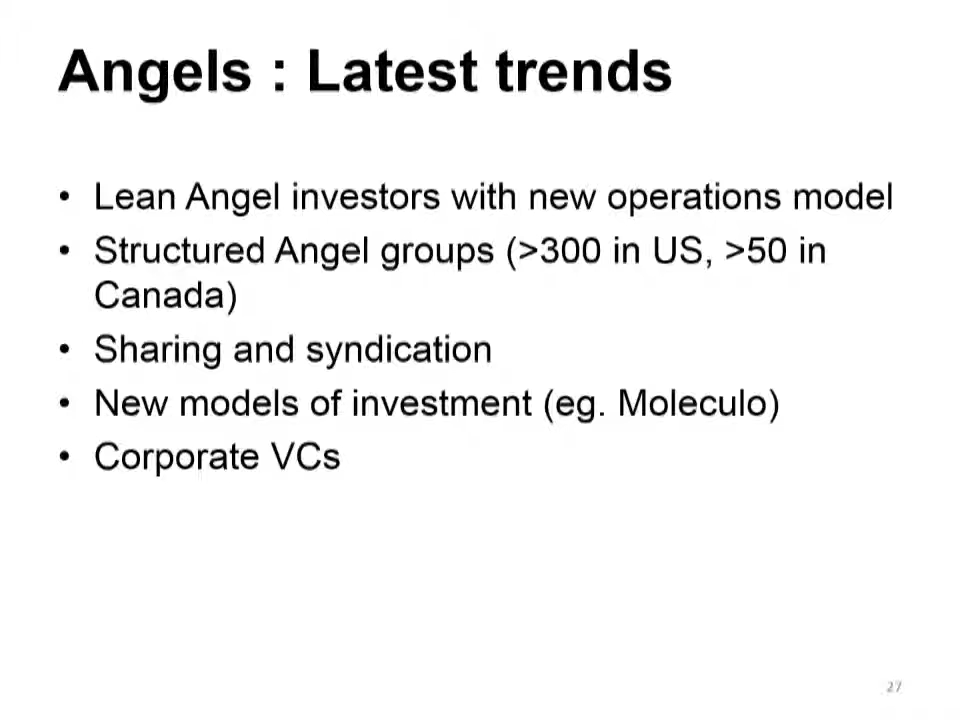 Angels : Latest trends
• Lean Angel investors with new operations model
• Structured Angel groups (>300 in US, >50 in
Canada)
• Sharing and syndication
• New models of investment (eg. Moleculo)
• Corporate VCs
27